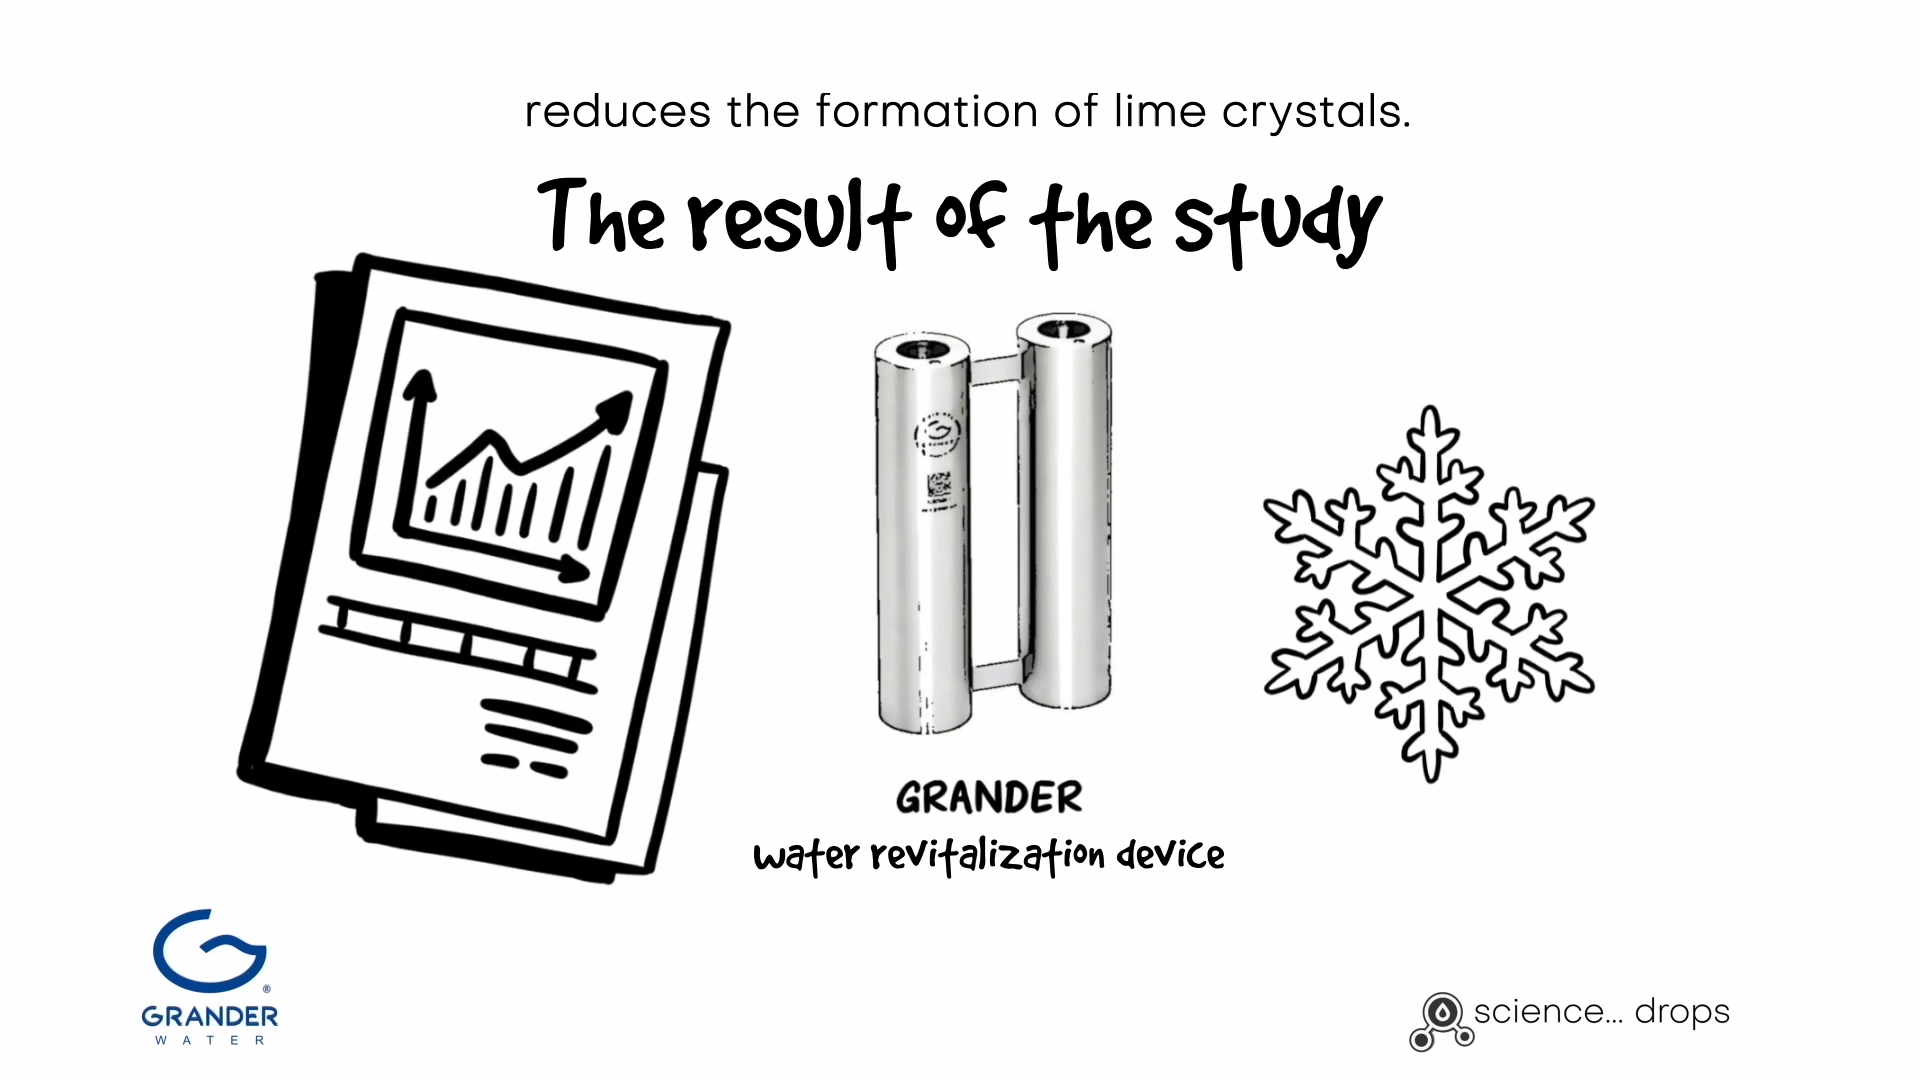 reduces the formation of lime crystals.
The result of the study
GRANDER
water revitalization device
GRANDER
WATER
science... drops